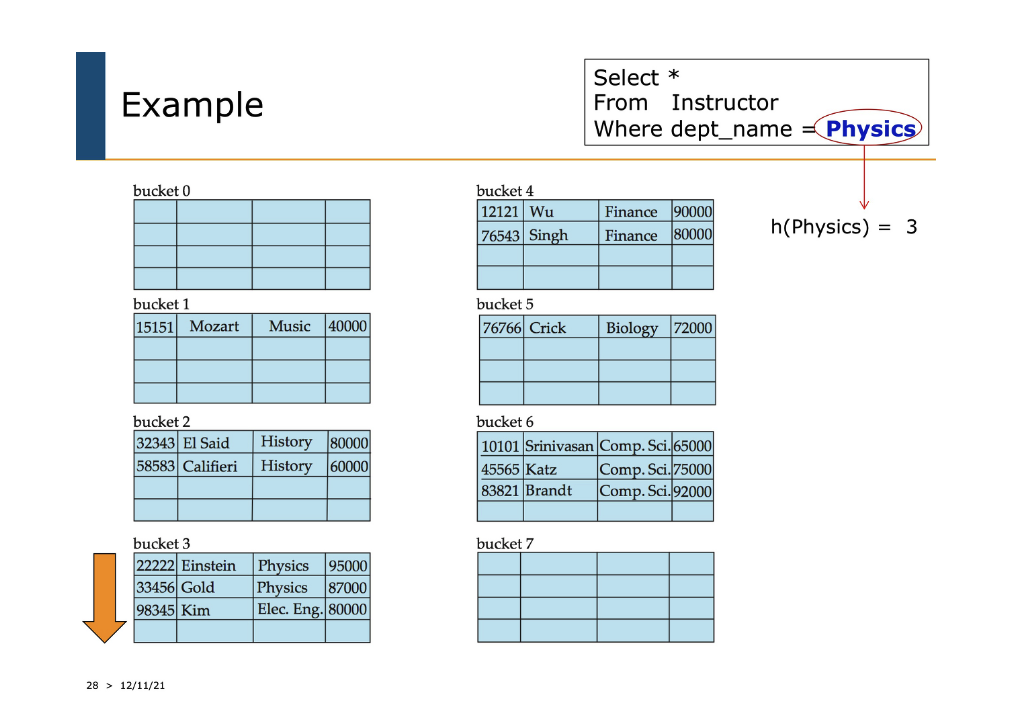 Example
Select *
From Instructor
Where dept_name = Physics
h(Physics) = 3
bucket 0
bucket 1
15151 Mozart Music 40000
bucket 2
32343 El Said History 80000
58583 Califieri History 60000
bucket 3
22222 Einstein Physics 95000
33456 Gold Physics 87000
98345 Kim Elec. Eng. 80000
bucket 4
12121 Wu Finance 90000
76543 Singh Finance 80000
bucket 5
76766 Crick Biology 72000
bucket 6
10101 Srinivasan Comp. Sci. 65000
45565 Katz Comp. Sci. 75000
83821 Brandt Comp. Sci. 92000
bucket 7
28 > 12/11/21